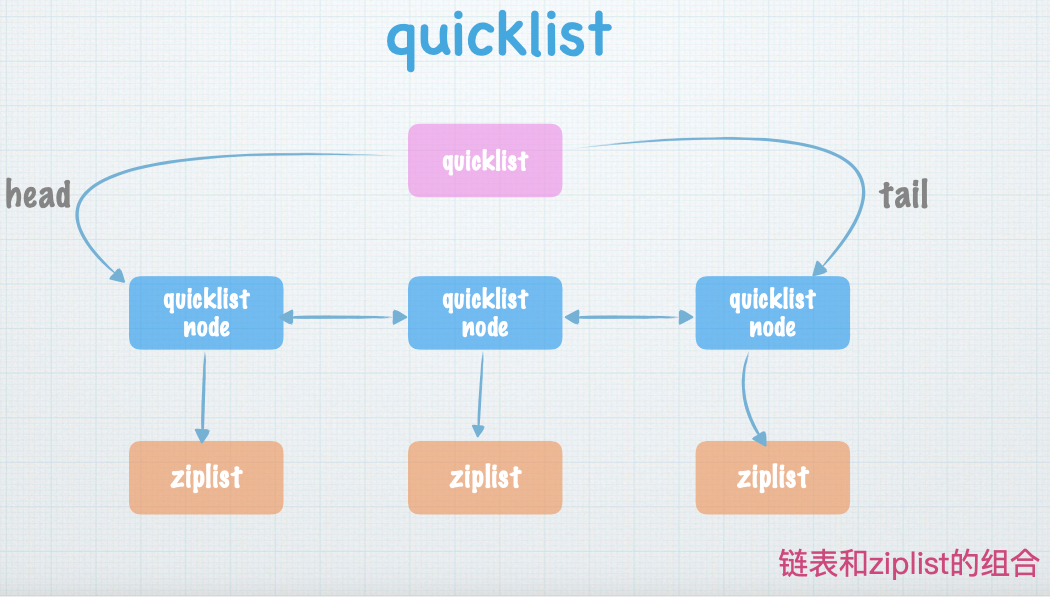 quicklist
quicklist
head
tail
quicklist
node
quicklist
node
quicklist
node
ziplist
ziplist
ziplist
链表和ziplist的组合